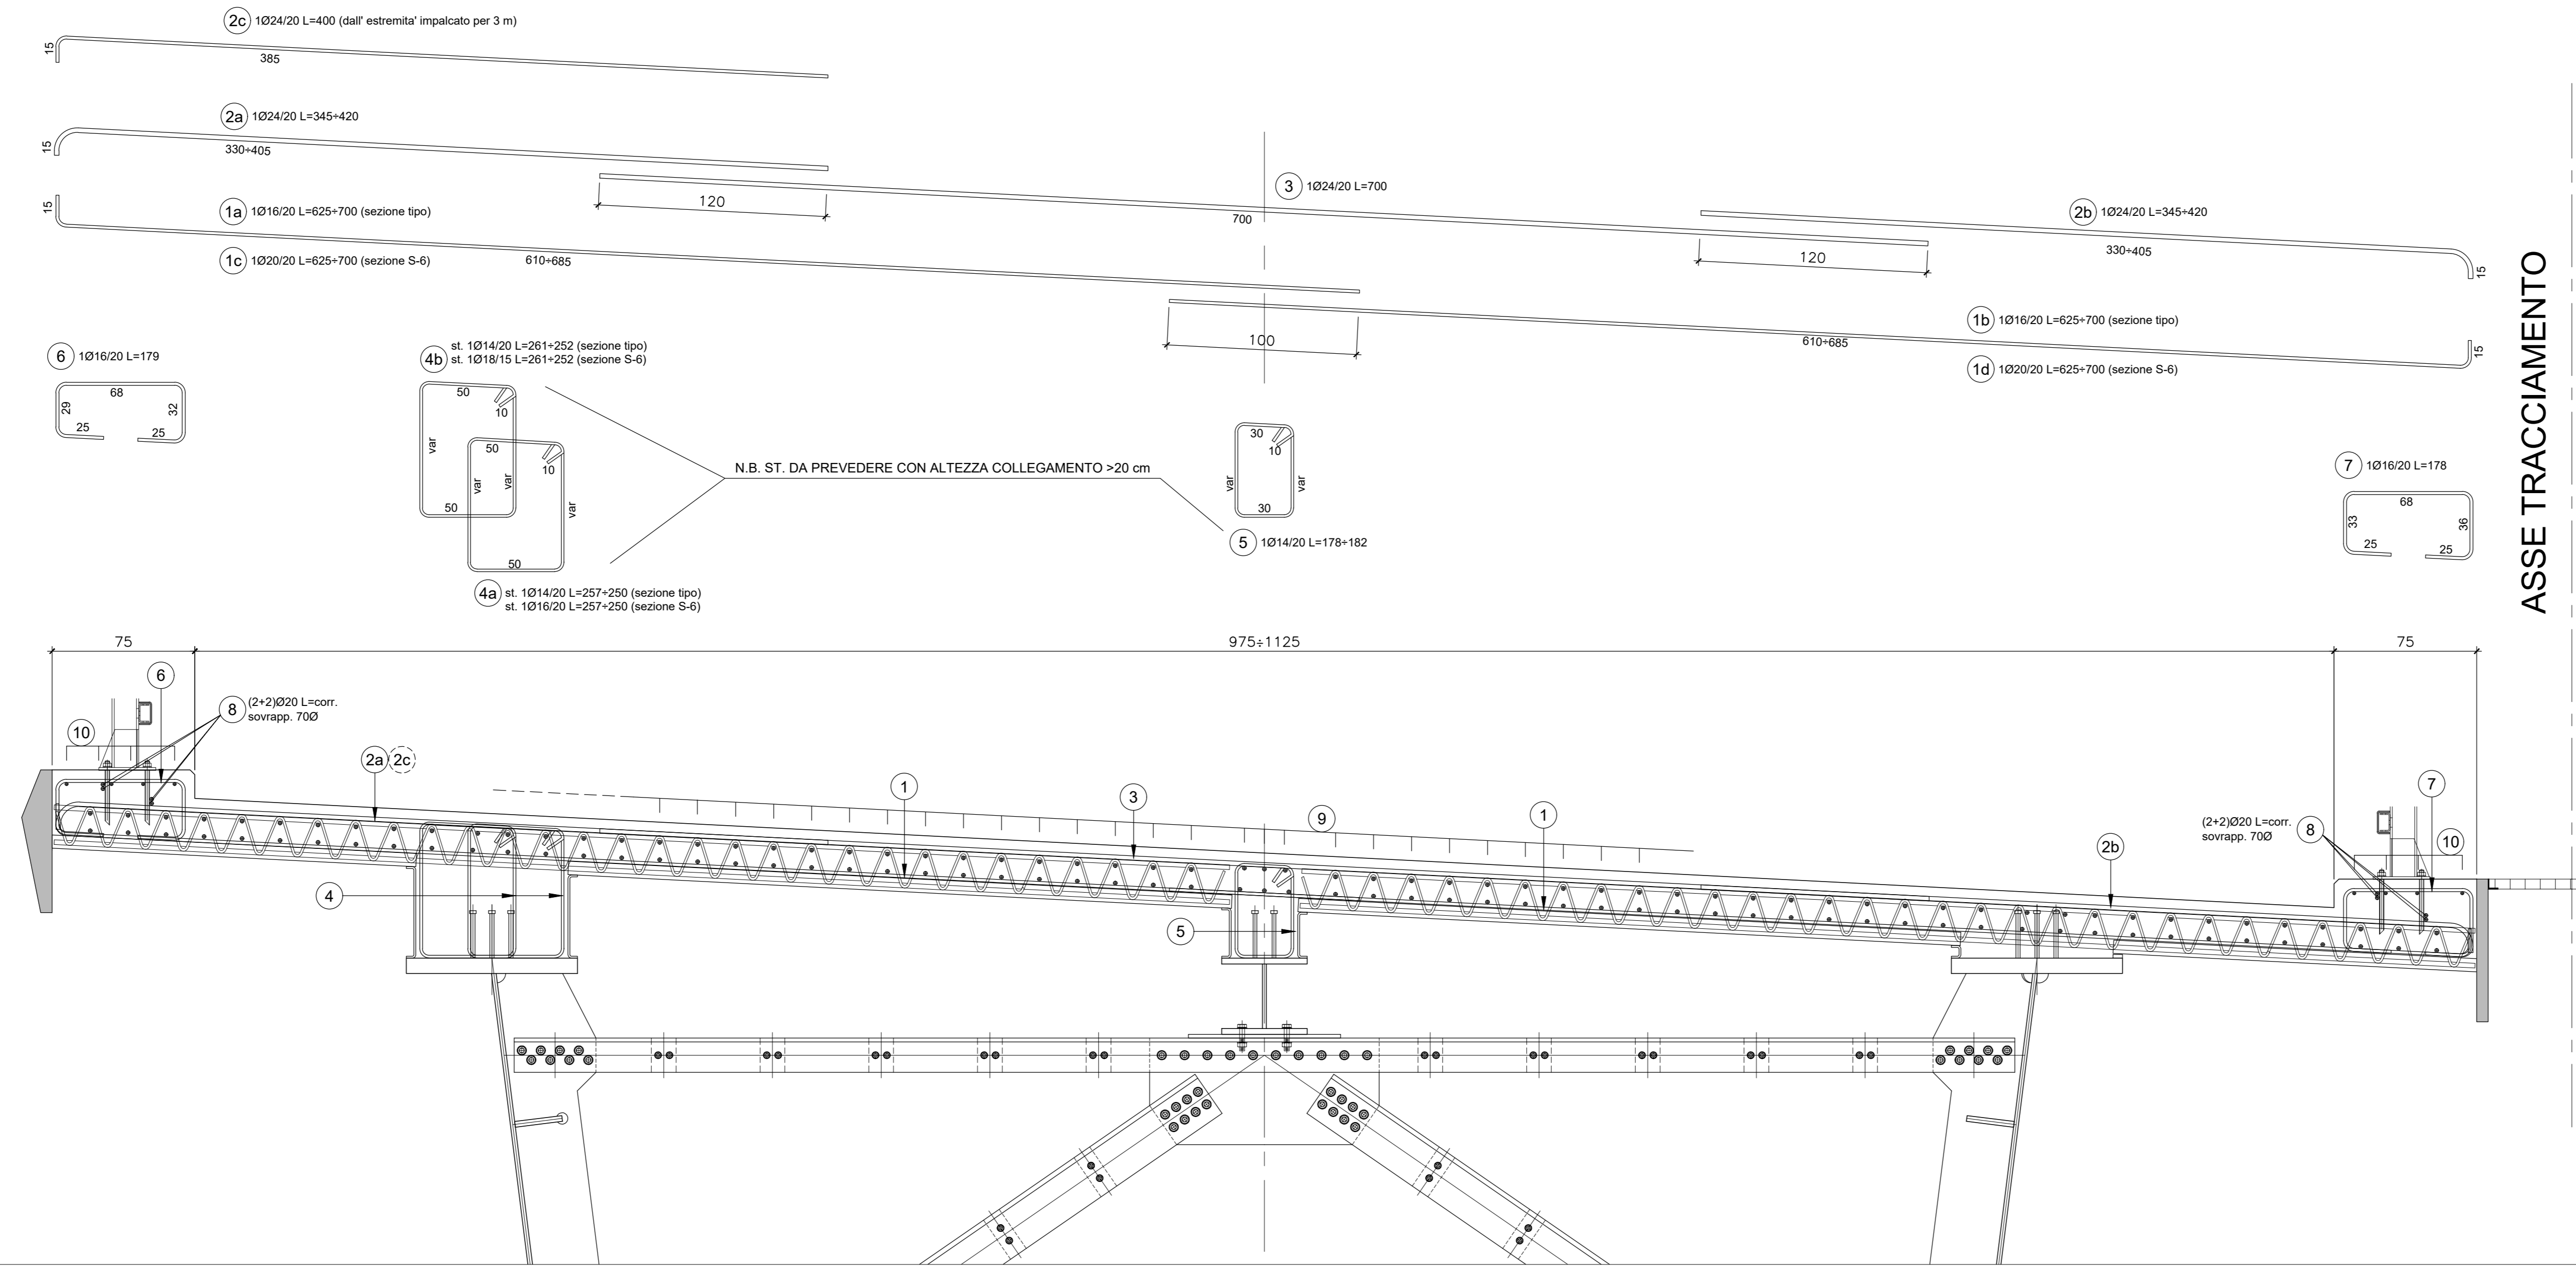 2c 1Ø24/20 L=400 (dall' estremita' impalcato per 3 m)
15
385
2a 1Ø24/20 L=345÷420
15
330÷405
3 1Ø24/20 L=700
120
700
1a 1Ø16/20 L=625÷700 (sezione tipo)
15
2b 1Ø24/20 L=345÷420
330÷405
120
15
1c 1Ø20/20 L=625÷700 (sezione S-6)
610÷685
1b 1Ø16/20 L=625÷700 (sezione tipo)
100
610÷685
15
1d 1Ø20/20 L=625÷700 (sezione S-6)
ASSE TRACCIAMENTO
6 1Ø16/20 L=179
68
29
32
25
25
4b st. 1Ø14/20 L=261÷252 (sezione tipo)
st. 1Ø18/15 L=261÷252 (sezione S-6)
50
10
var
var
50
50
10
var
var
50
4a st. 1Ø14/20 L=257÷250 (sezione tipo)
st. 1Ø16/20 L=257÷250 (sezione S-6)
N.B. ST. DA PREVEDERE CON ALTEZZA COLLEGAMENTO >20 cm
30
10
var
var
30
5 1Ø14/20 L=178÷182
7 1Ø16/20 L=178
68
33
36
25
25
75
975÷1125
75
6
8 (2+2)Ø20 L=corr.
sovrapp. 70Ø
10
2a
2c
1
3
9
1
7
(2+2)Ø20 L=corr.
sovrapp. 70Ø 8
10
2b
4
5